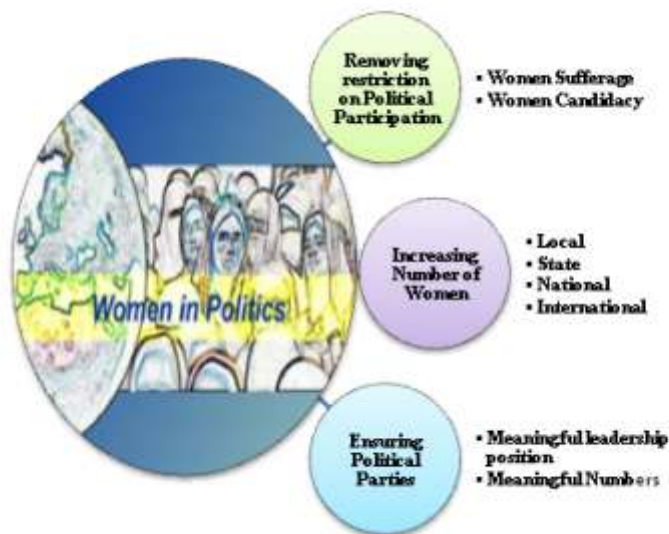 Removing
restriction
on Political
Participation
▪ Women Sufferage
▪ Women Candidacy
Women in Politics
Increasing
Number of
Women
▪ Local
▪ State
▪ National
▪ International
Ensuring
Political
Parties
▪ Meaningful leadership
position
▪ Meaningful Numbers